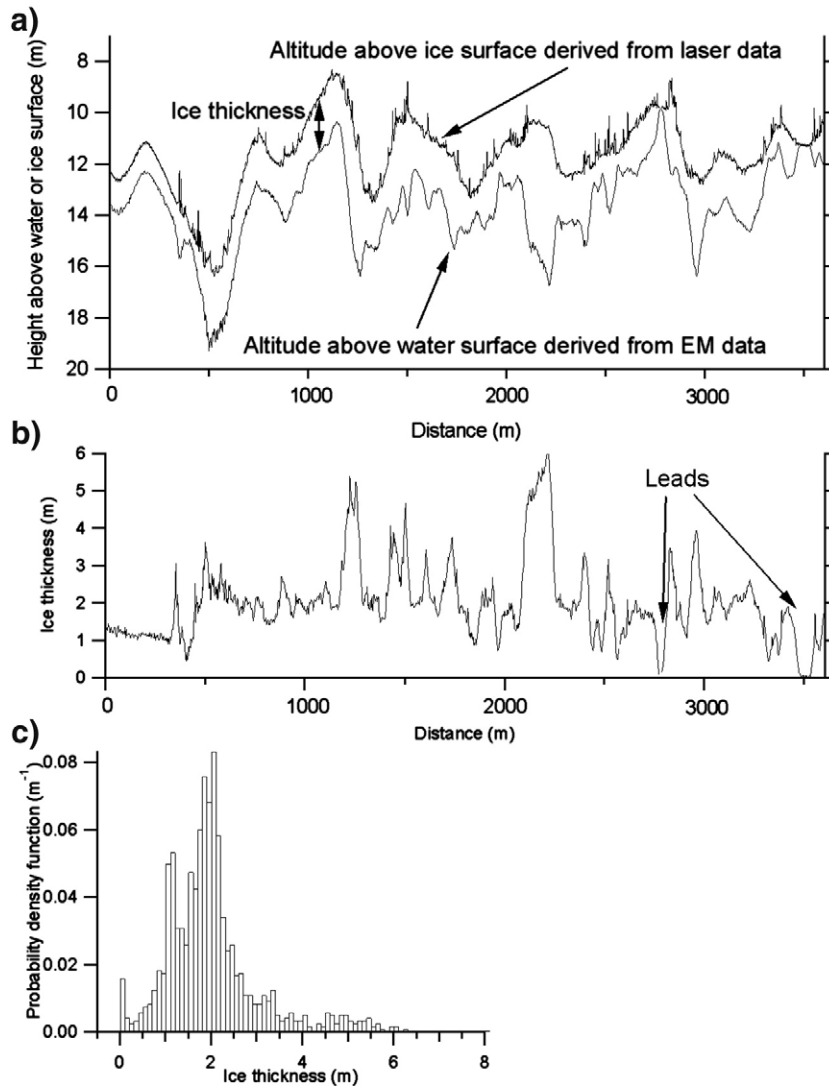 a)
Height above water or ice surface (m)
8
10
12
14
16
18
20
Altitude above ice surface derived from laser data
Ice thickness
Altitude above water surface derived from EM data
0
1000
2000
3000
Distance (m)
b)
Ice thickness (m)
6
5
4
3
2
1
0
Leads
0
1000
2000
3000
Distance (m)
c)
Probability density function (m-1)
0.08
0.06
0.04
0.02
0.00
0
2
4
6
8
Ice thickness (m)